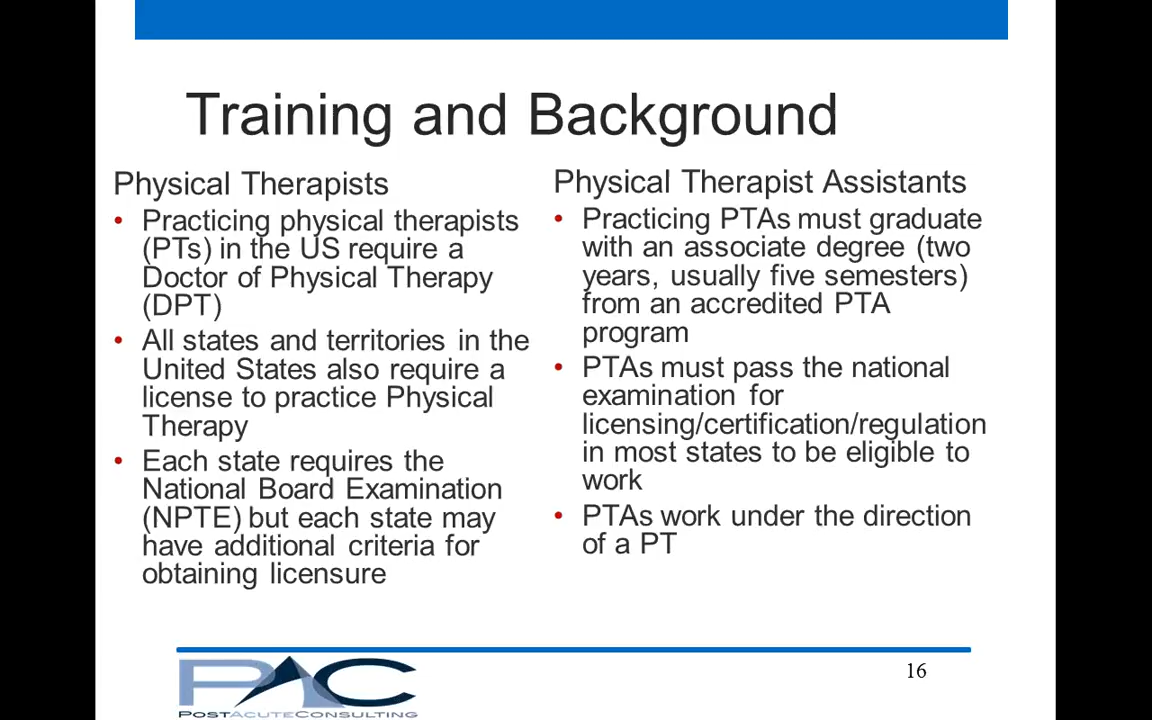 Training and Background
Physical Therapists
• Practicing physical therapists
(PTs) in the US require a
Doctor of Physical Therapy
(DPT)
• All states and territories in the
United States also require a
license to practice Physical
Therapy
• Each state requires the
National Board Examination
(NPTE) but each state may
have additional criteria for
obtaining licensure
Physical Therapist Assistants
• Practicing PTAs must graduate
with an associate degree (two
years, usually five semesters)
from an accredited PTA
program
• PTAs must pass the national
examination for
licensing/certification/regulation
in most states to be eligible to
work
• PTAs work under the direction
of a PT
PAC
POSTACUTECONSULTING
16